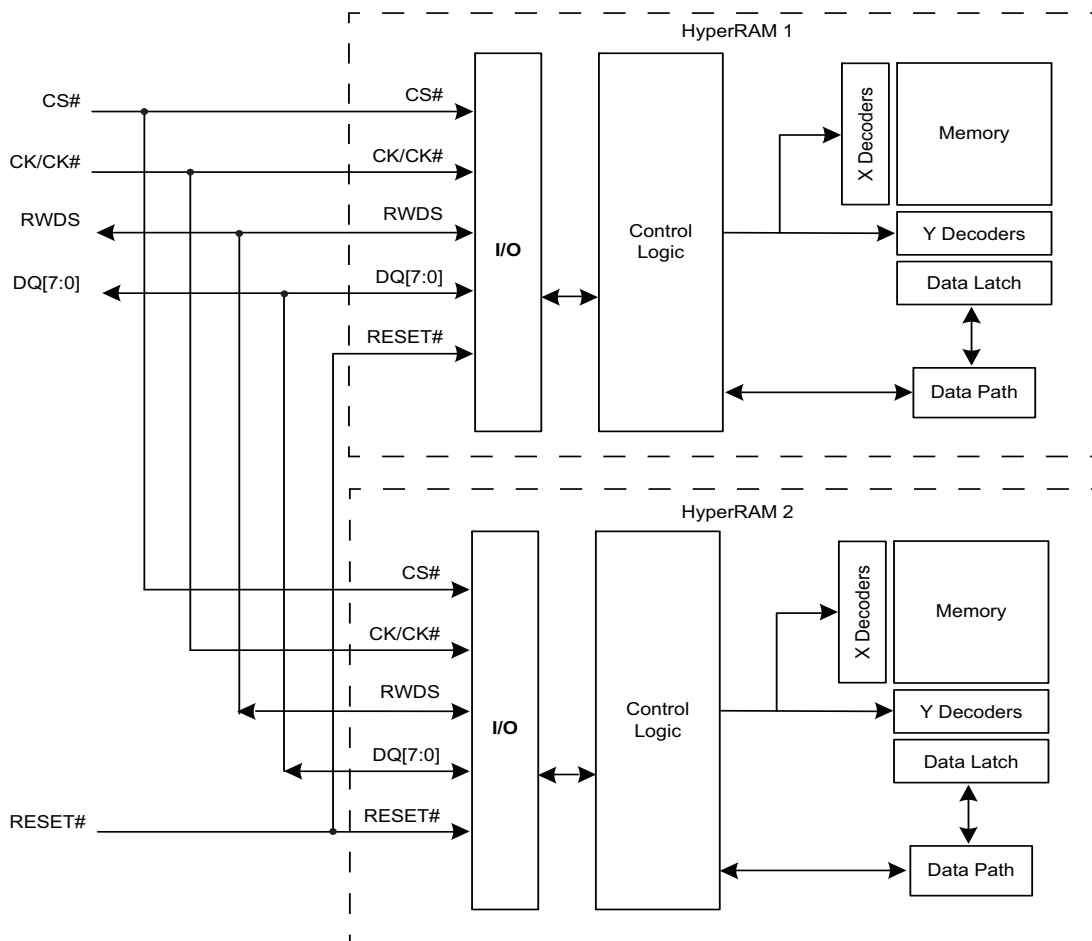 HyperRAM 1
CS#
CS#
CK/CK#
CK/CK#
RWDS
RWDS
DQ[7:0]
DQ[7:0]
RESET#
I/O
Control
Logic
X Decoders
Memory
Y Decoders
Data Latch
Data Path
HyperRAM 2
CS#
CK/CK#
RWDS
DQ[7:0]
RESET#
RESET#
I/O
Control
Logic
X Decoders
Memory
Y Decoders
Data Latch
Data Path